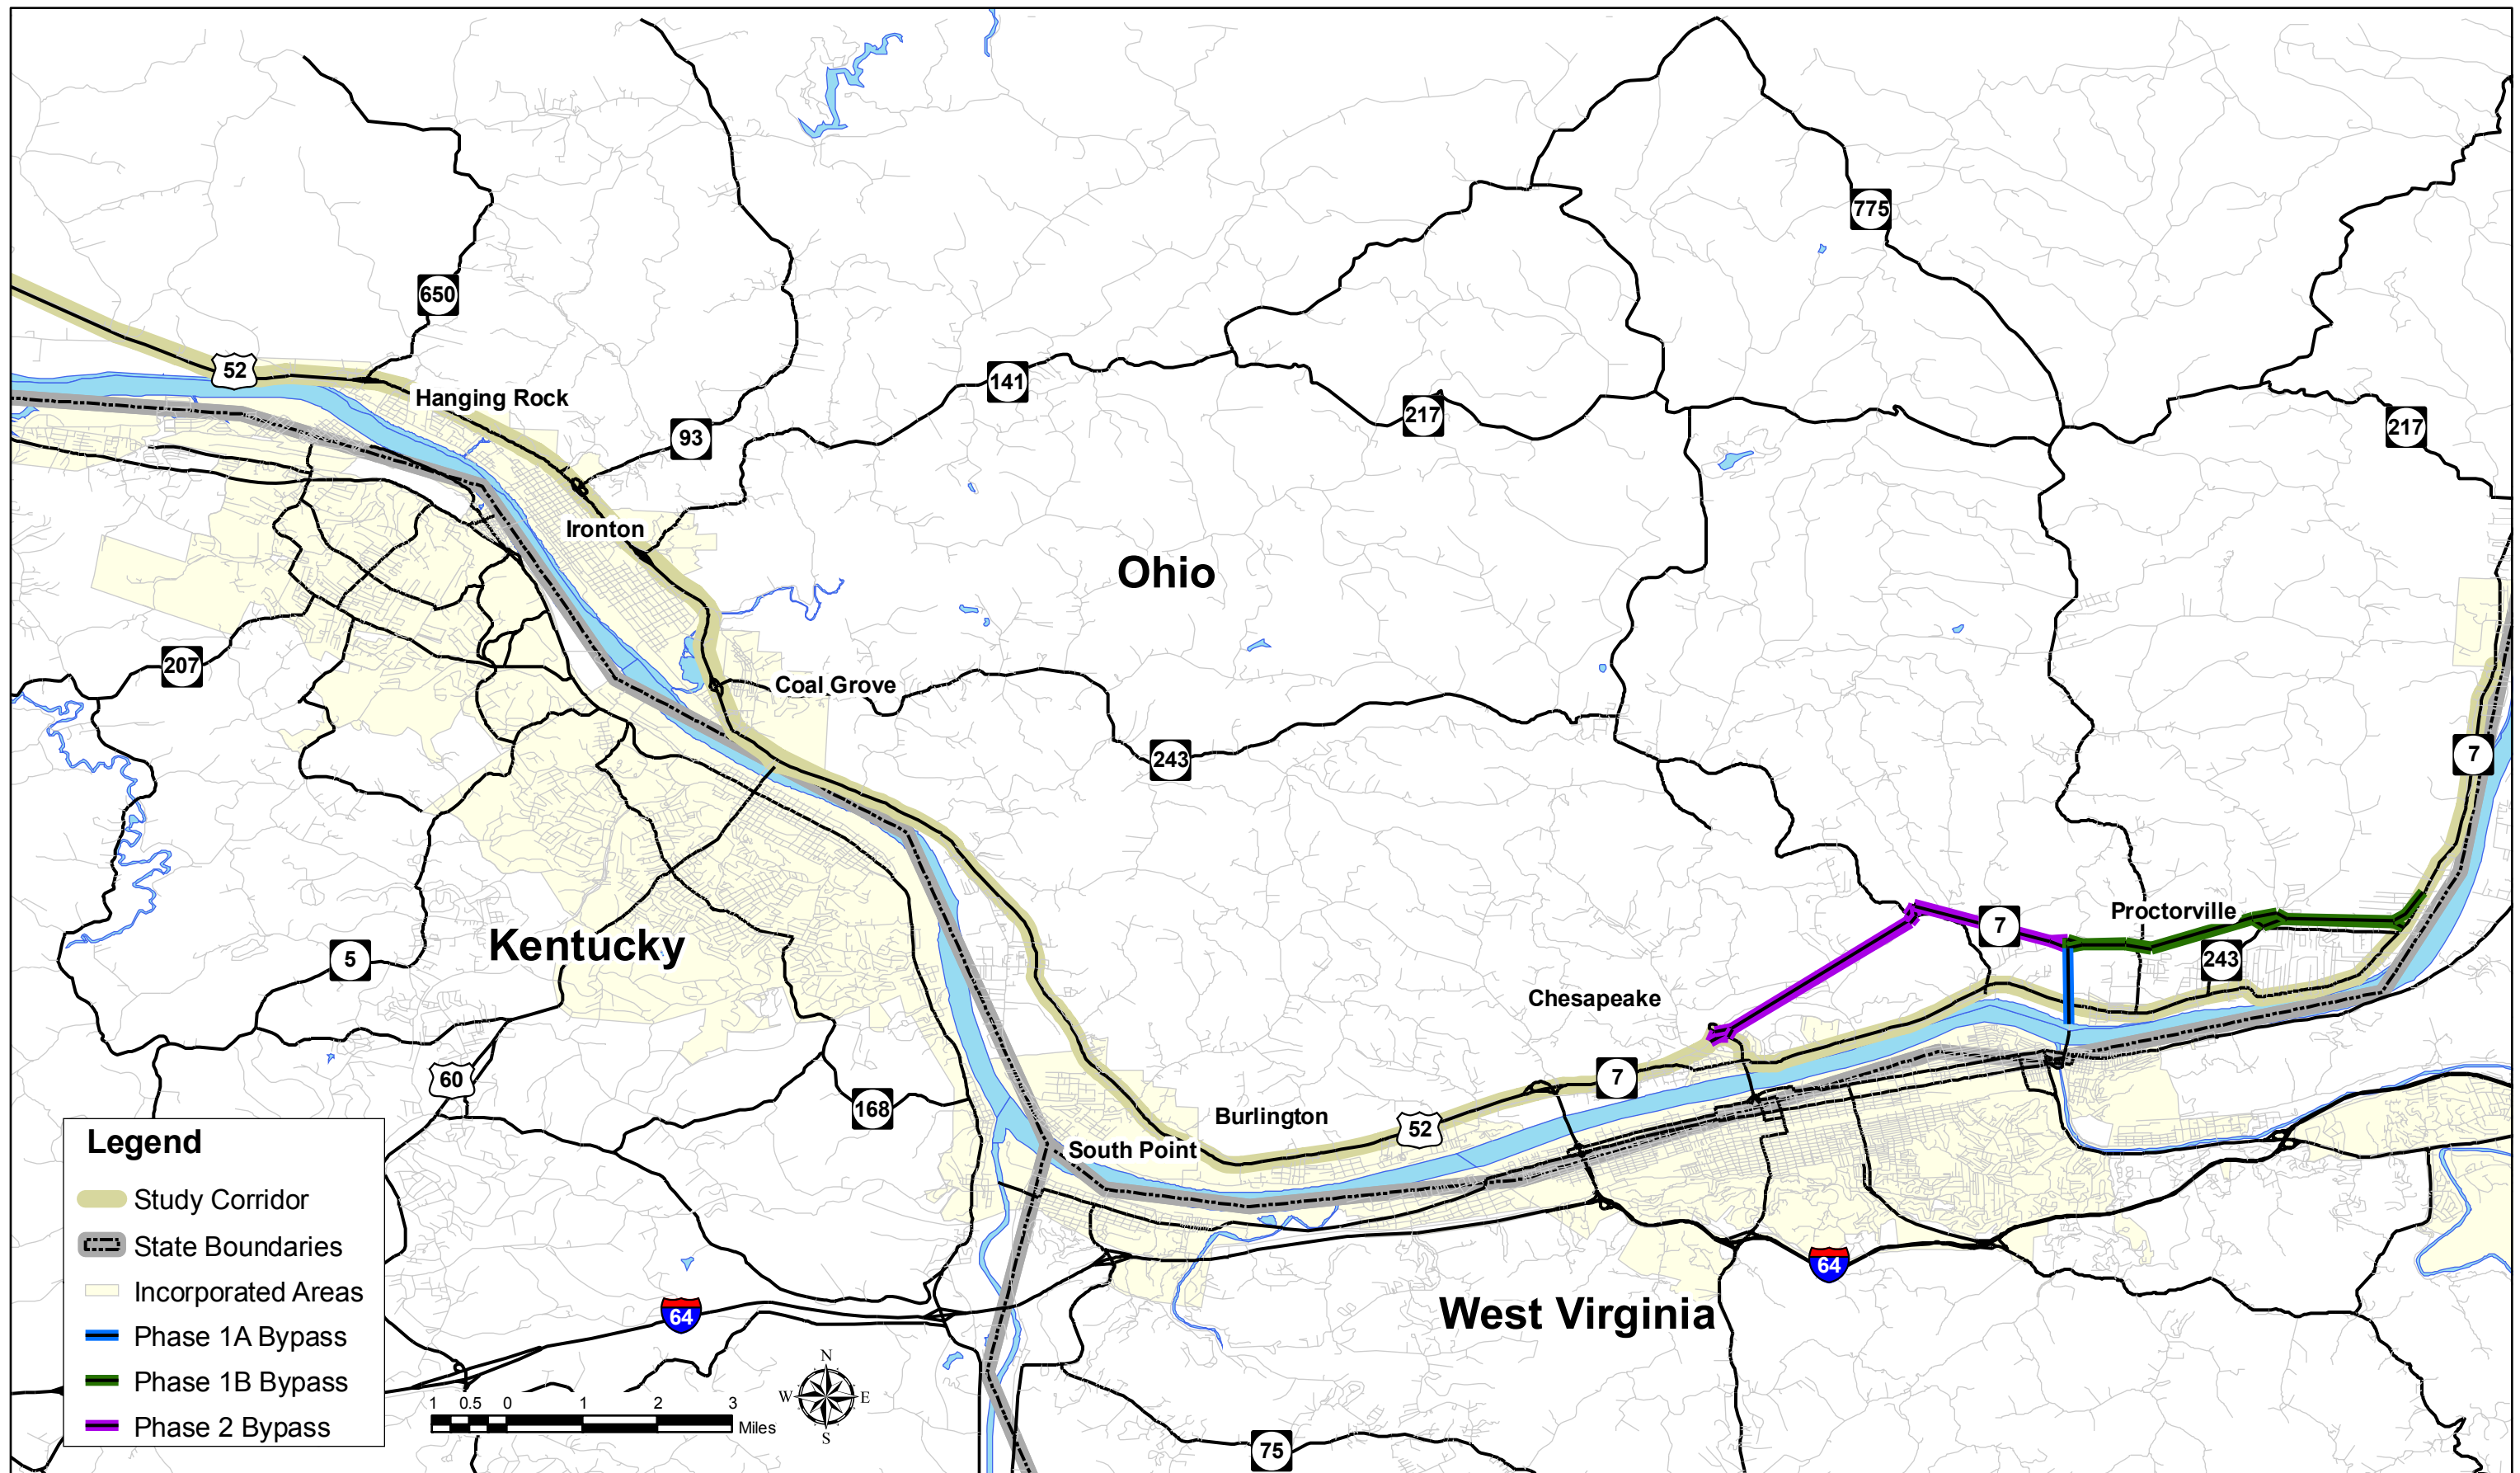 775
650
52
Hanging Rock
141
217
93
217
Ironton
Ohio
207
Coal Grove
243
7
Proctorville
7
Kentucky
5
243
Chesapeake
60
7
168
Burlington
52
South Point
Legend
Study Corridor
State Boundaries
Incorporated Areas
Phase 1A Bypass
Phase 1B Bypass
Phase 2 Bypass
64
64
West Virginia
N
W E
S
1 0.5 0 1 2 3
Miles
75